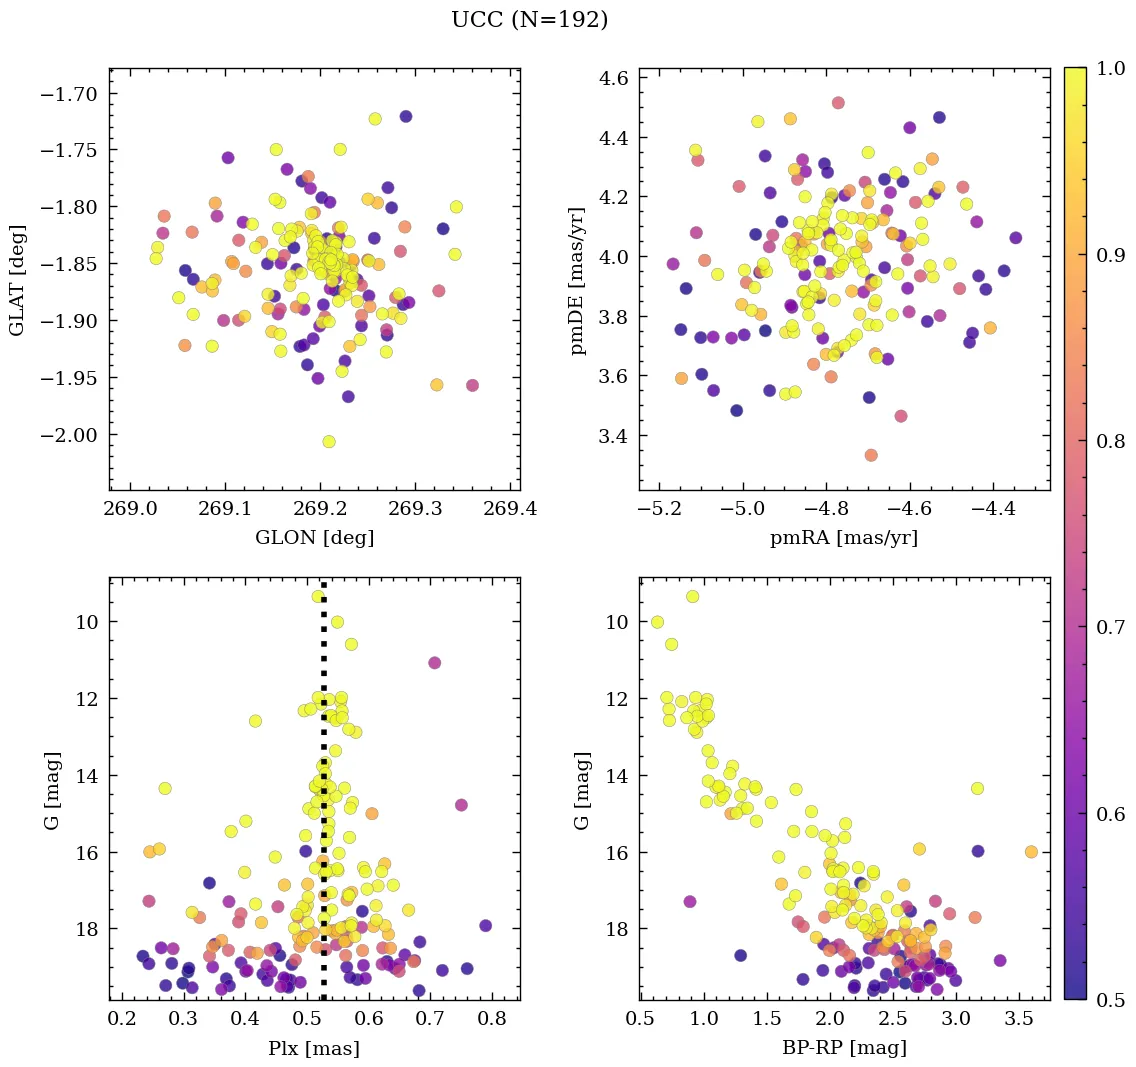 UCC (N=192)
−1.70
−1.75
−1.80
−1.85
−1.90
−1.95
−2.00
GLAT [deg]
269.0 269.1 269.2 269.3 269.4
GLON [deg]
4.6
4.4
4.2
4.0
3.8
3.6
3.4
pmDE [mas/yr]
−5.2 −5.0 −4.8 −4.6 −4.4
pmRA [mas/yr]
10
12
14
16
18
G [mag]
0.2 0.3 0.4 0.5 0.6 0.7 0.8
Plx [mas]
10
12
14
16
18
G [mag]
0.5 1.0 1.5 2.0 2.5 3.0 3.5
BP-RP [mag]
1.0
0.9
0.8
0.7
0.6
0.5